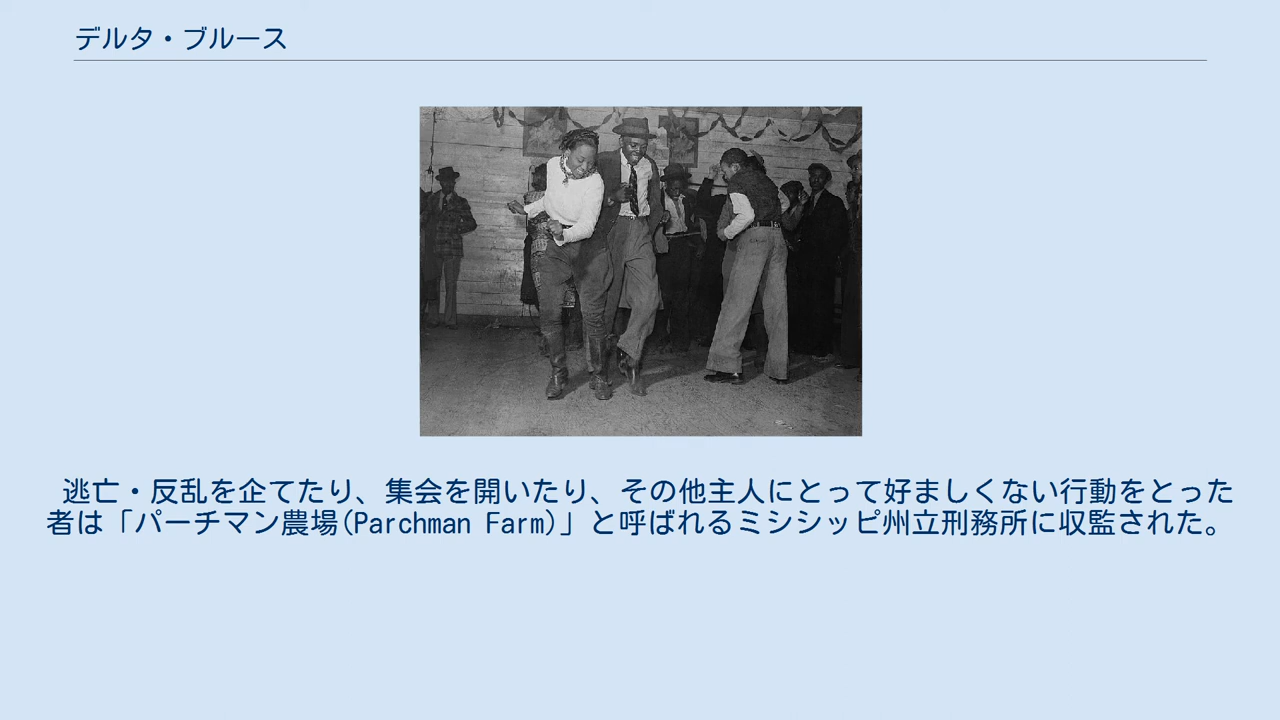 デルタ・ブルース
逃亡・反乱を企てたり、集会を開いたり、その他主人にとって好ましくない行動をとった
者は「パーチマン農場(Parchman Farm)」と呼ばれるミシシッピ州立刑務所に収監された。